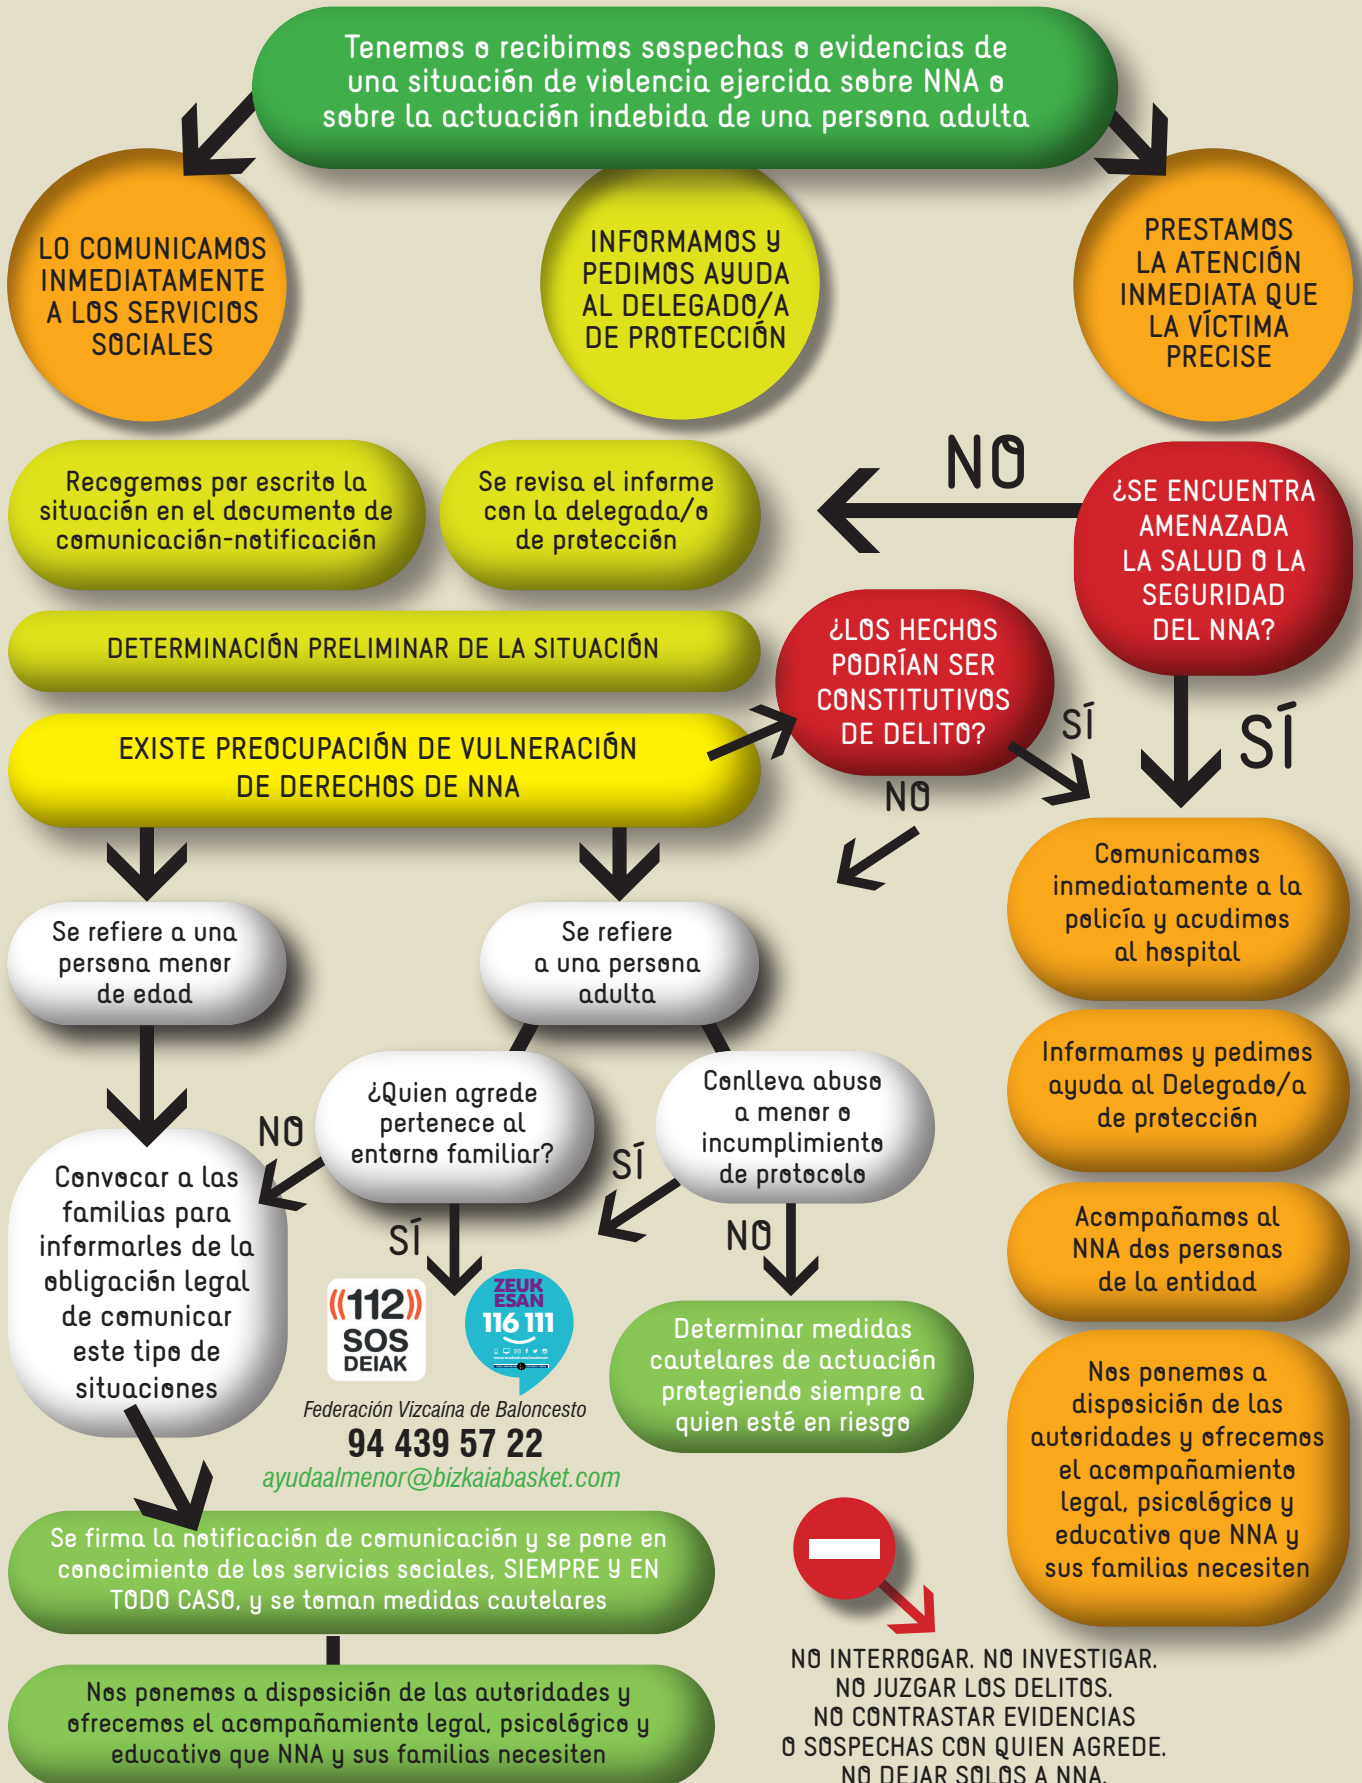 Tenemos o recibimos sospechas o evidencias de
una situación de violencia ejercida sobre NNA o
sobre la actuación indebida de una persona adulta
LO COMUNICAMOS
INMEDIATAMENTE
A LOS SERVICIOS
SOCIALES
INFORMAMOS Y
PEDIMOS AYUDA
AL DELEGADO/A
DE PROTECCIÓN
PRESTAMOS
LA ATENCIÓN
INMEDIATA QUE
LA VÍCTIMA
PRECISE
Recogemos por escrito la
situación en el documento de
comunicación-notificación
Se revisa el informe
con la delegada/o
de protección
NO
¿SE ENCUENTRA
AMENAZADA
LA SALUD O LA
SEGURIDAD
DEL NNA?
DETERMINACIÓN PRELIMINAR DE LA SITUACIÓN
¿LOS HECHOS
PODRÍAN SER
CONSTITUTIVOS
DE DELITO?
SÍ
SÍ
NO
EXISTE PREOCUPACIÓN DE VULNERACIÓN
DE DERECHOS DE NNA
Comunicamos
inmediatamente a la
policía y acudimos
al hospital
Se refiere a una
persona menor
de edad
Se refiere
a una persona
adulta
Informamos y pedimos
ayuda al Delegado/a
de protección
¿Quien agrede
pertenece al
entorno familiar?
Conlleva abuso
a menor o
incumplimiento
de protocolo
NO
SÍ
SÍ
NO
Convocar a las
familias para
informarles de la
obligación legal
de comunicar
este tipo de
situaciones
Acompañamos al
NNA dos personas
de la entidad
((112))
SOS
DEIAK
ZEUK
ESAN
116 111
Federación Vizcaína de Baloncesto
94 439 57 22
ayudaalmenor@bizkaiabasket.com
Determinar medidas
cautelares de actuación
protegiendo siempre a
quien esté en riesgo
Nos ponemos a
disposición de las
autoridades y ofrecemos
el acompañamiento
legal, psicológico y
educativo que NNA y
sus familias necesiten
Se firma la notificación de comunicación y se pone en
conocimiento de los servicios sociales, SIEMPRE Y EN
TODO CASO, y se toman medidas cautelares
Nos ponemos a disposición de las autoridades y
ofrecemos el acompañamiento legal, psicológico y
educativo que NNA y sus familias necesiten
NO INTERROGAR. NO INVESTIGAR.
NO JUZGAR LOS DELITOS.
NO CONTRASTAR EVIDENCIAS
O SOSPECHAS CON QUIEN AGREDE.
NO DEJAR SOLOS A NNA.